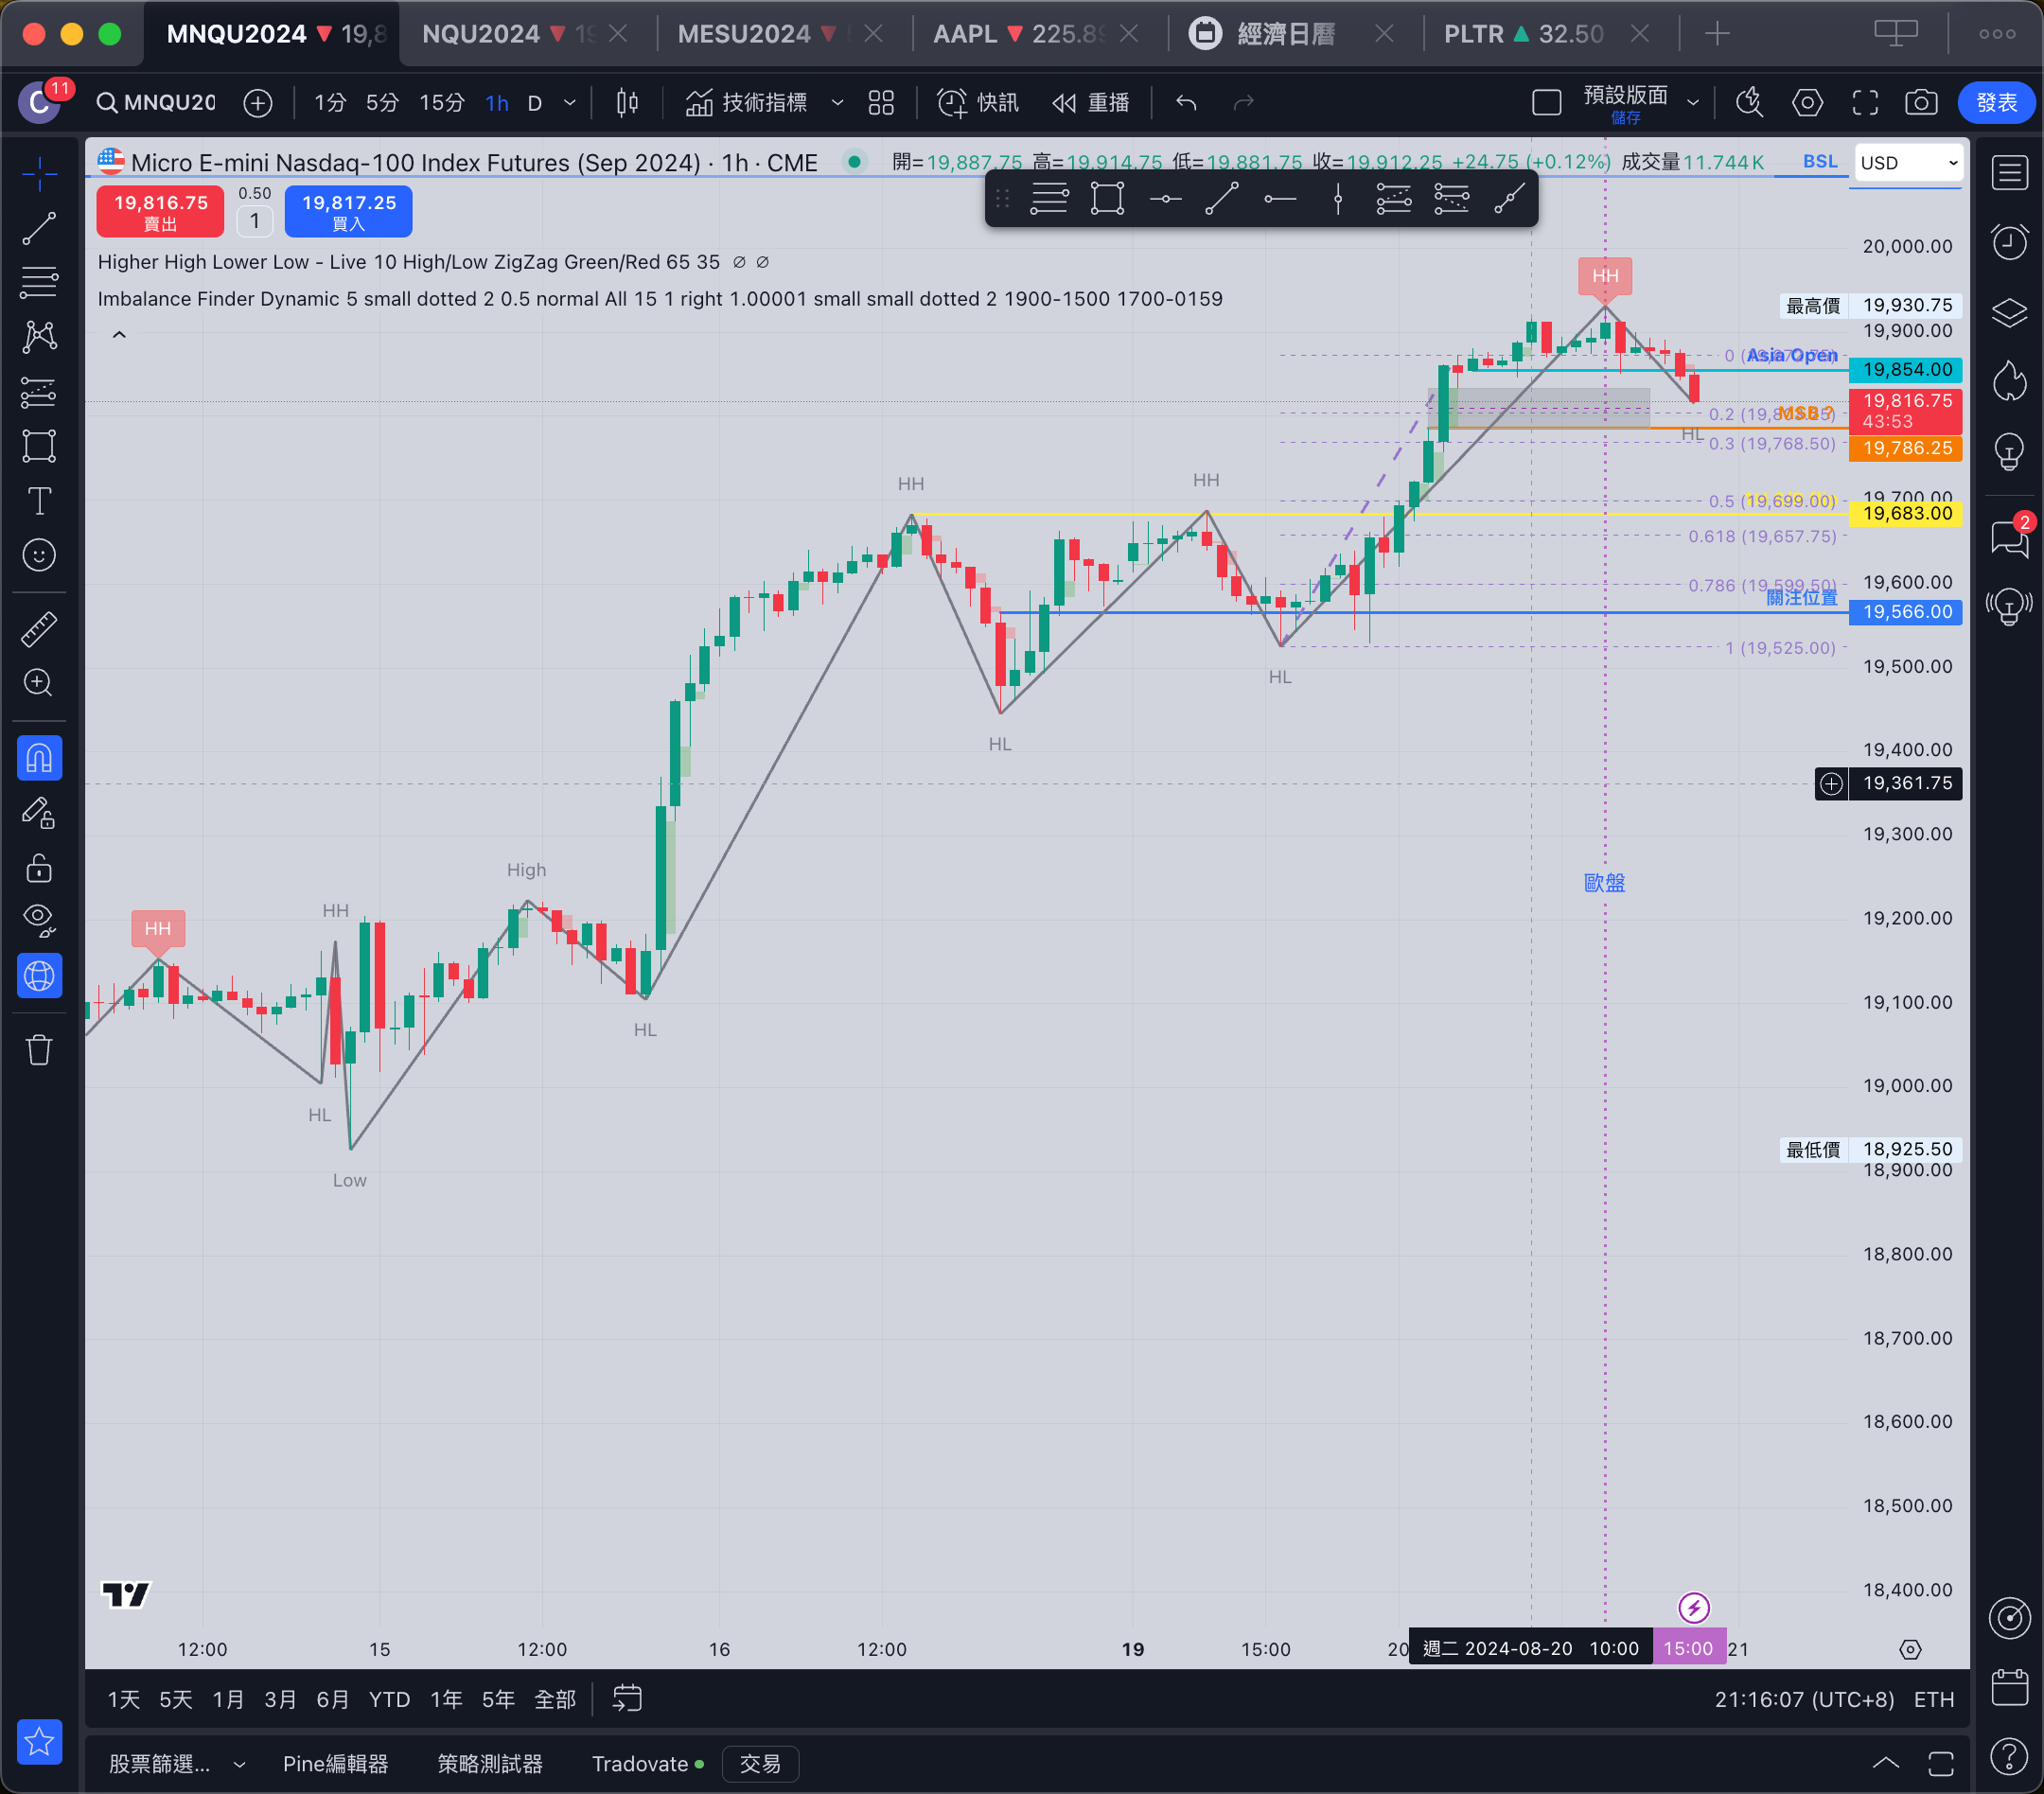 MNQU2024 ▼ 19,8
NQU2024 ▼ 19
MESU2024 ▼
AAPL ▼ 225.89
經濟日曆
PLTR ▲ 32.50
C
11
MNQU20
1分 5分 15分 1h D
技術指標
快訊
重播
預設版面
儲存
發表
Micro E-mini Nasdaq-100 Index Futures (Sep 2024) · 1h · CME
開=19,887.75 高=19,914.75 低=19,881.75 收=19,912.25 +24.75 (+0.12%) 成交量11.744K
BSL
USD
19,816.75
賣出
0.50
1
19,817.25
買入
Higher High Lower Low - Live 10 High/Low ZigZag Green/Red 65 35 ∅ ∅
Imbalance Finder Dynamic 5 small dotted 2 0.5 normal All 15 1 right 1.00001 small small dotted 2 1900-1500 1700-0159
20,000.00
HH
最高價 19,930.75
19,900.00
Asia Open
19,854.00
19,816.75
43:53
MSB ?
HL
0.3 (19,768.50)
19,786.25
HH
HH
0.5 (19,699.00)
19,700.00
19,683.00
0.618 (19,657.75)
0.786 (19,599.50)
19,600.00
關注位置
19,566.00
1 (19,525.00)
HL
19,500.00
HL
19,400.00
19,361.75
19,300.00
High
歐盤
HH
HH
19,200.00
HL
19,100.00
19,000.00
HL
最低價 18,925.50
18,900.00
Low
18,800.00
18,700.00
18,600.00
18,500.00
18,400.00
12:00 15 12:00 16 12:00 19 15:00 20 週二 2024-08-20 10:00 15:00 21
1天 5天 1月 3月 6月 YTD 1年 5年 全部
21:16:07 (UTC+8) ETH
股票篩選...
Pine編輯器
策略測試器
Tradovate
交易
2